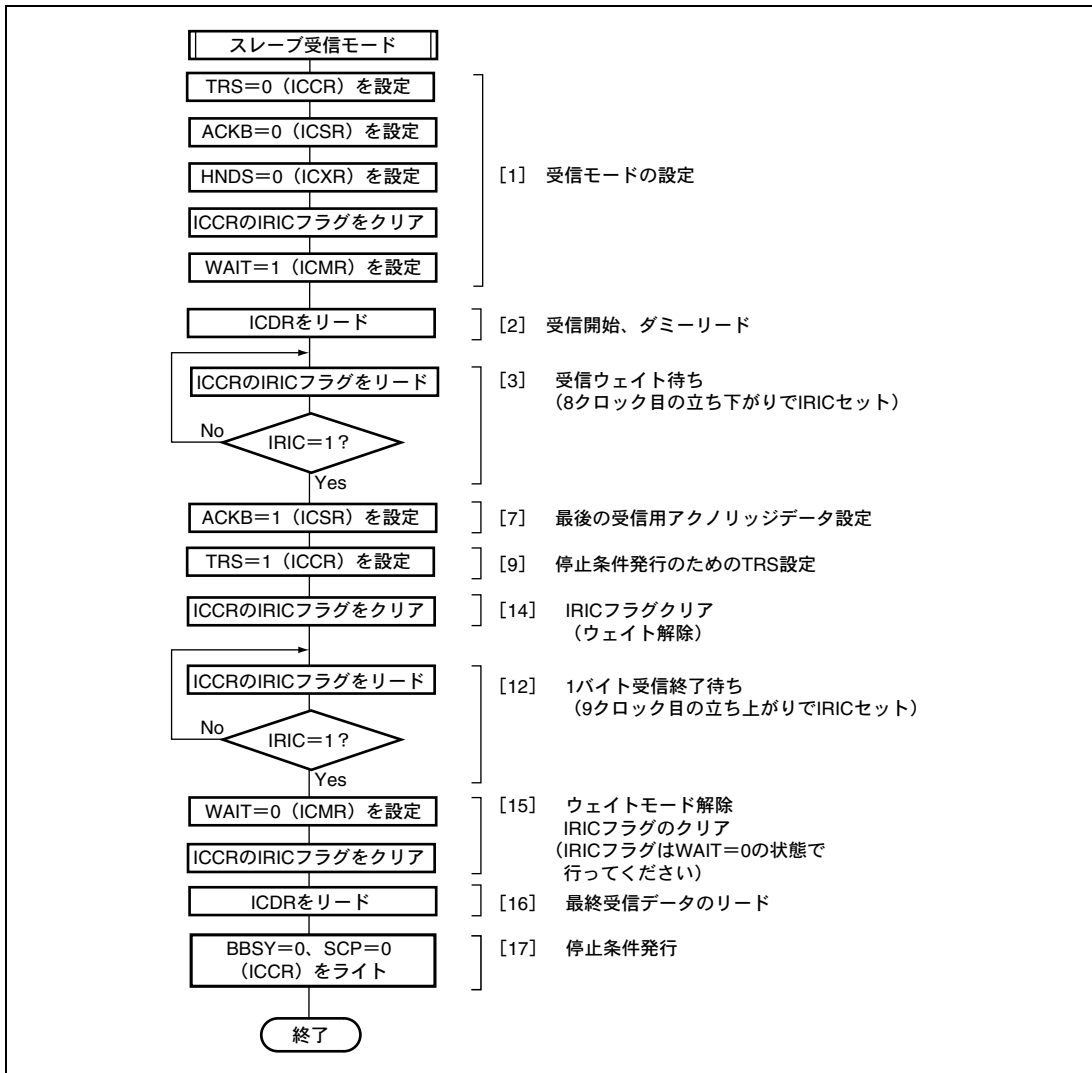 スレーブ受信モード
TRS=0（ICCR）を設定
ACKB=0（ICSR）を設定
HNDS=0（ICXR）を設定
[1] 受信モードの設定
ICCRのIRICフラグをクリア
WAIT=1（ICMR）を設定
ICDRをリード
[2] 受信開始、ダミーリード
ICCRのIRICフラグをリード
[3] 受信ウェイト待ち
（8クロック目の立ち下がりでIRICセット）
No
IRIC=1？
Yes
ACKB=1（ICSR）を設定
[7] 最後の受信用アクノリッジデータ設定
TRS=1（ICCR）を設定
[9] 停止条件発行のためのTRS設定
ICCRのIRICフラグをクリア
[14] IRICフラグクリア
（ウェイト解除）
ICCRのIRICフラグをリード
[12] 1バイト受信終了待ち
（9クロック目の立ち上がりでIRICセット）
No
IRIC=1？
Yes
WAIT=0（ICMR）を設定
[15] ウェイトモード解除
IRICフラグのクリア
（IRICフラグはWAIT=0の状態で
行ってください）
ICCRのIRICフラグをクリア
ICDRをリード
[16] 最終受信データのリード
BBSY=0、SCP=0
（ICCR）をライト
[17] 停止条件発行
終了